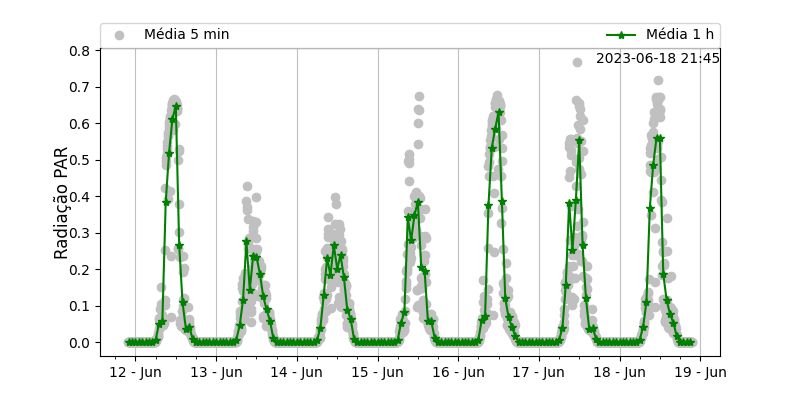 Média 5 min
Média 1 h
2023-06-18 21:45
Radiação PAR
0.8
0.7
0.6
0.5
0.4
0.3
0.2
0.1
0.0
12 - Jun
13 - Jun
14 - Jun
15 - Jun
16 - Jun
17 - Jun
18 - Jun
19 - Jun